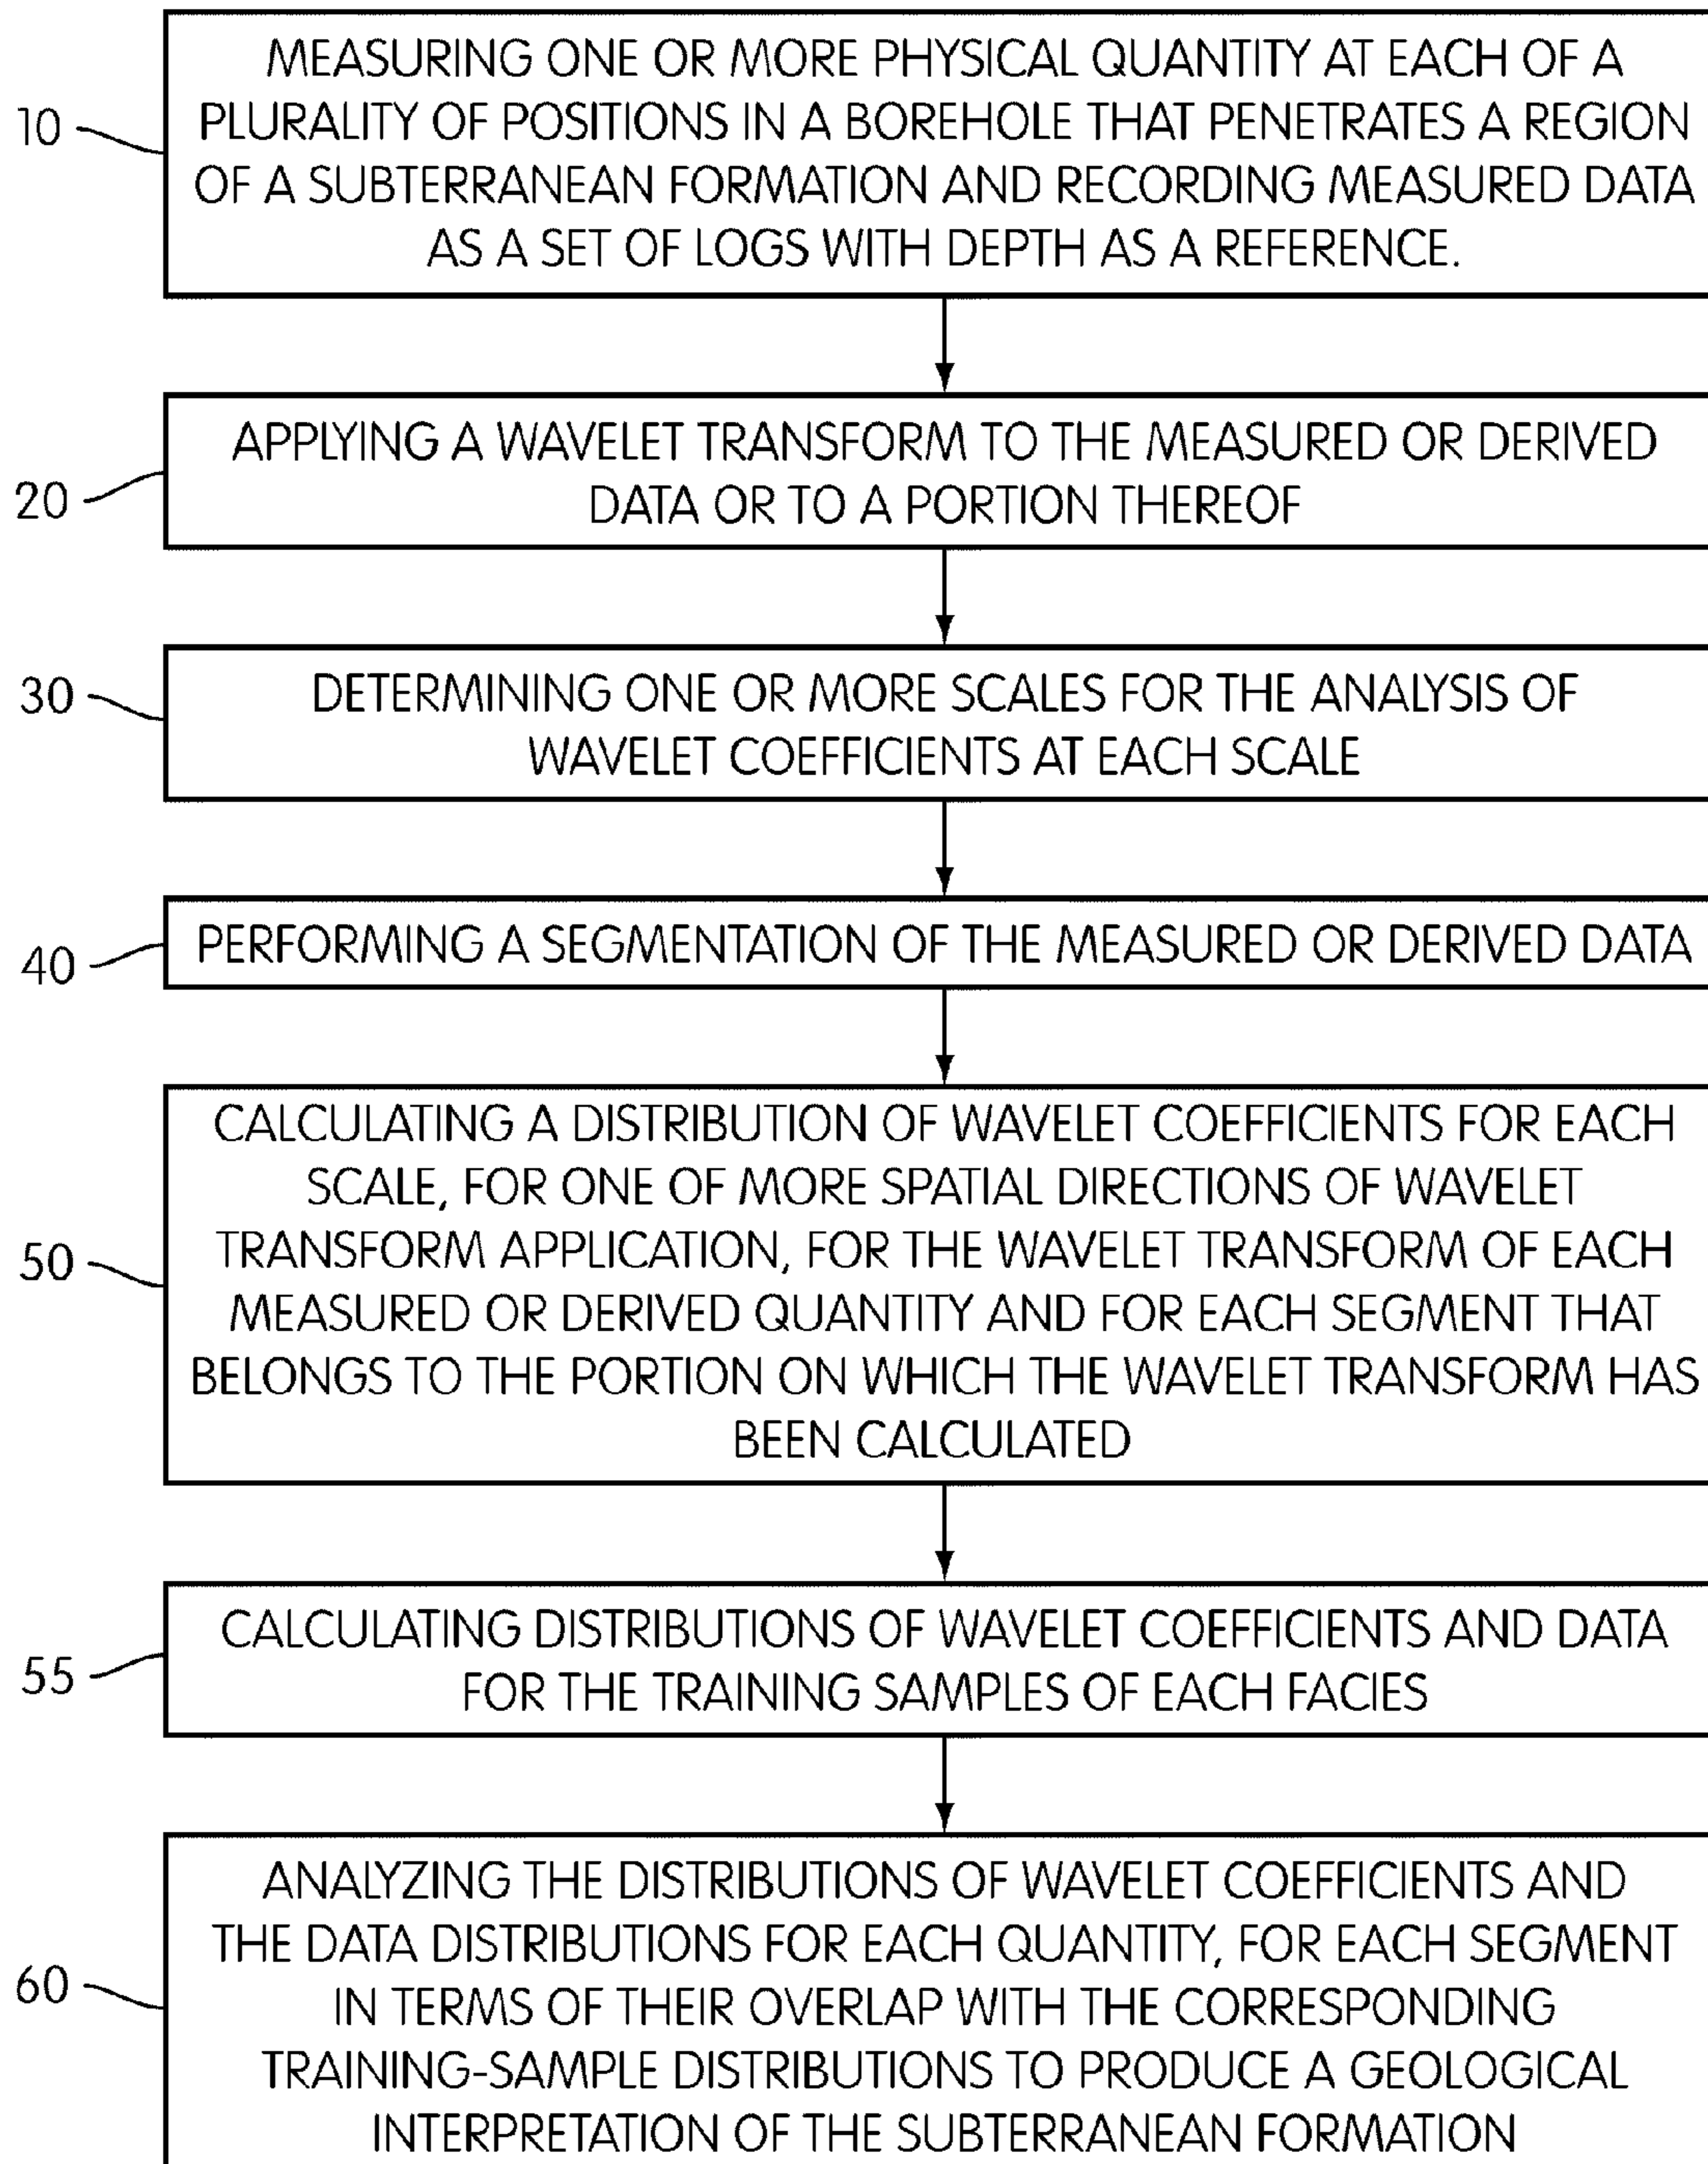 10
MEASURING ONE OR MORE PHYSICAL QUANTITY AT EACH OF A
PLURALITY OF POSITIONS IN A BOREHOLE THAT PENETRATES A REGION
OF A SUBTERRANEAN FORMATION AND RECORDING MEASURED DATA
AS A SET OF LOGS WITH DEPTH AS A REFERENCE.
20
APPLYING A WAVELET TRANSFORM TO THE MEASURED OR DERIVED
DATA OR TO A PORTION THEREOF
30
DETERMINING ONE OR MORE SCALES FOR THE ANALYSIS OF
WAVELET COEFFICIENTS AT EACH SCALE
40
PERFORMING A SEGMENTATION OF THE MEASURED OR DERIVED DATA
50
CALCULATING A DISTRIBUTION OF WAVELET COEFFICIENTS FOR EACH
SCALE, FOR ONE OF MORE SPATIAL DIRECTIONS OF WAVELET
TRANSFORM APPLICATION, FOR THE WAVELET TRANSFORM OF EACH
MEASURED OR DERIVED QUANTITY AND FOR EACH SEGMENT THAT
BELONGS TO THE PORTION ON WHICH THE WAVELET TRANSFORM HAS
BEEN CALCULATED
55
CALCULATING DISTRIBUTIONS OF WAVELET COEFFICIENTS AND DATA
FOR THE TRAINING SAMPLES OF EACH FACIES
60
ANALYZING THE DISTRIBUTIONS OF WAVELET COEFFICIENTS AND
THE DATA DISTRIBUTIONS FOR EACH QUANTITY, FOR EACH SEGMENT
IN TERMS OF THEIR OVERLAP WITH THE CORRESPONDING
TRAINING-SAMPLE DISTRIBUTIONS TO PRODUCE A GEOLOGICAL
INTERPRETATION OF THE SUBTERRANEAN FORMATION